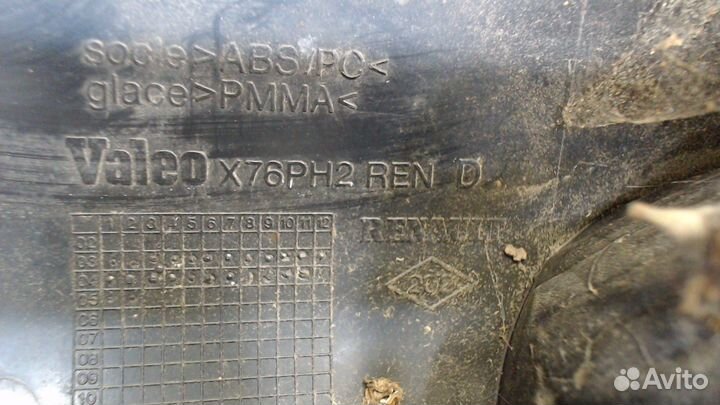 socle>ABS/PC<
glace>PMMA<
Valeo X76PH2 REN D
1 2 3 4 5 6 7 8 9 10 11 12
RENAULT
02
03
04
05
06
07
08
09
10
Avito